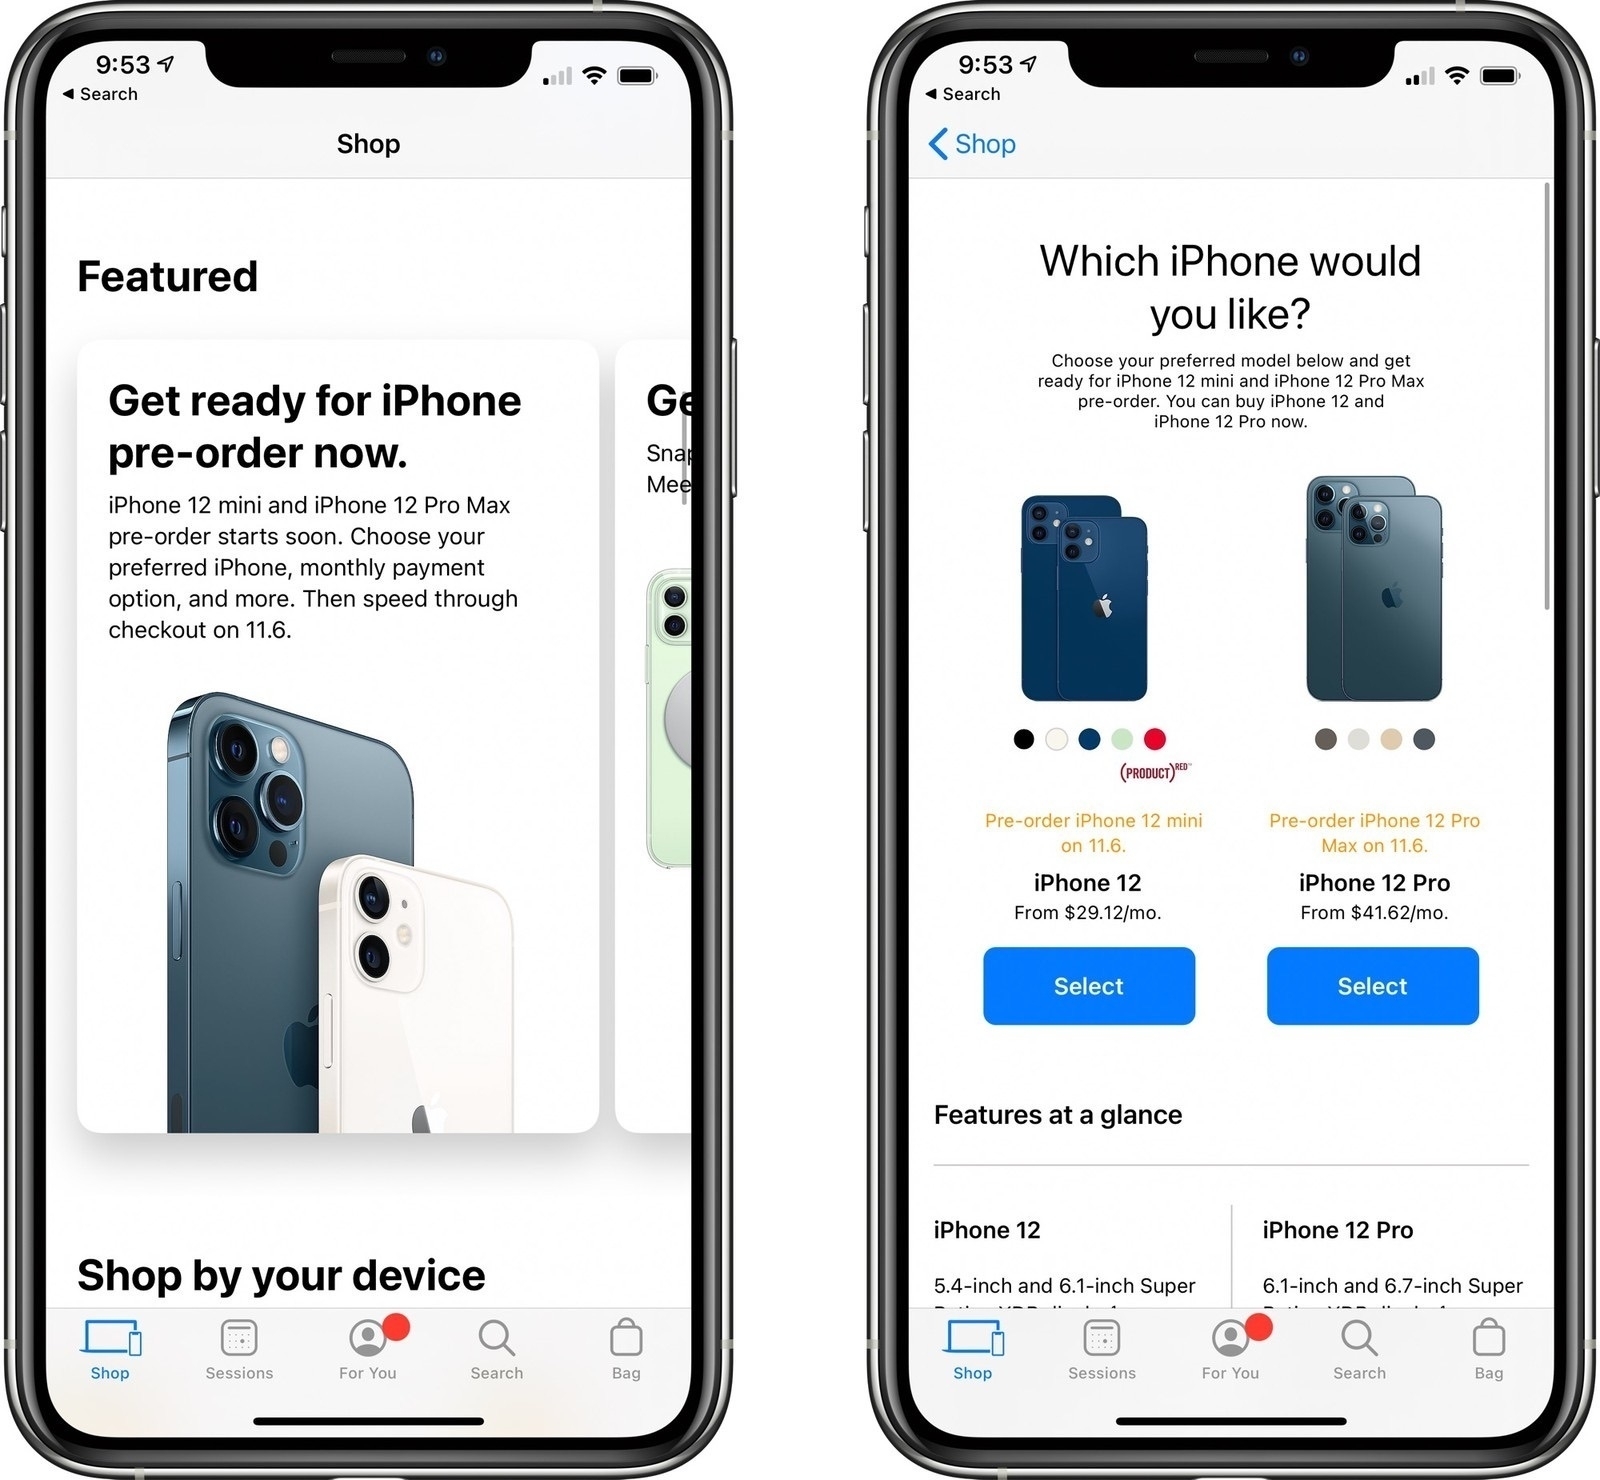 9:53
Search
Shop
Featured
Get ready for iPhone
pre-order now.
iPhone 12 mini and iPhone 12 Pro Max
pre-order starts soon. Choose your
preferred iPhone, monthly payment
option, and more. Then speed through
checkout on 11.6.
Shop by your device
Shop
Sessions
For You
Search
Bag
9:53
Search
Shop
Which iPhone would
you like?
Choose your preferred model below and get
ready for iPhone 12 mini and iPhone 12 Pro Max
pre-order. You can buy iPhone 12 and
iPhone 12 Pro now.
(PRODUCT)RED™
Pre-order iPhone 12 mini
on 11.6.
iPhone 12
From $29.12/mo.
Select
Pre-order iPhone 12 Pro
Max on 11.6.
iPhone 12 Pro
From $41.62/mo.
Select
Features at a glance
iPhone 12
5.4-inch and 6.1-inch Super
iPhone 12 Pro
6.1-inch and 6.7-inch Super
Shop
Sessions
For You
Search
Bag